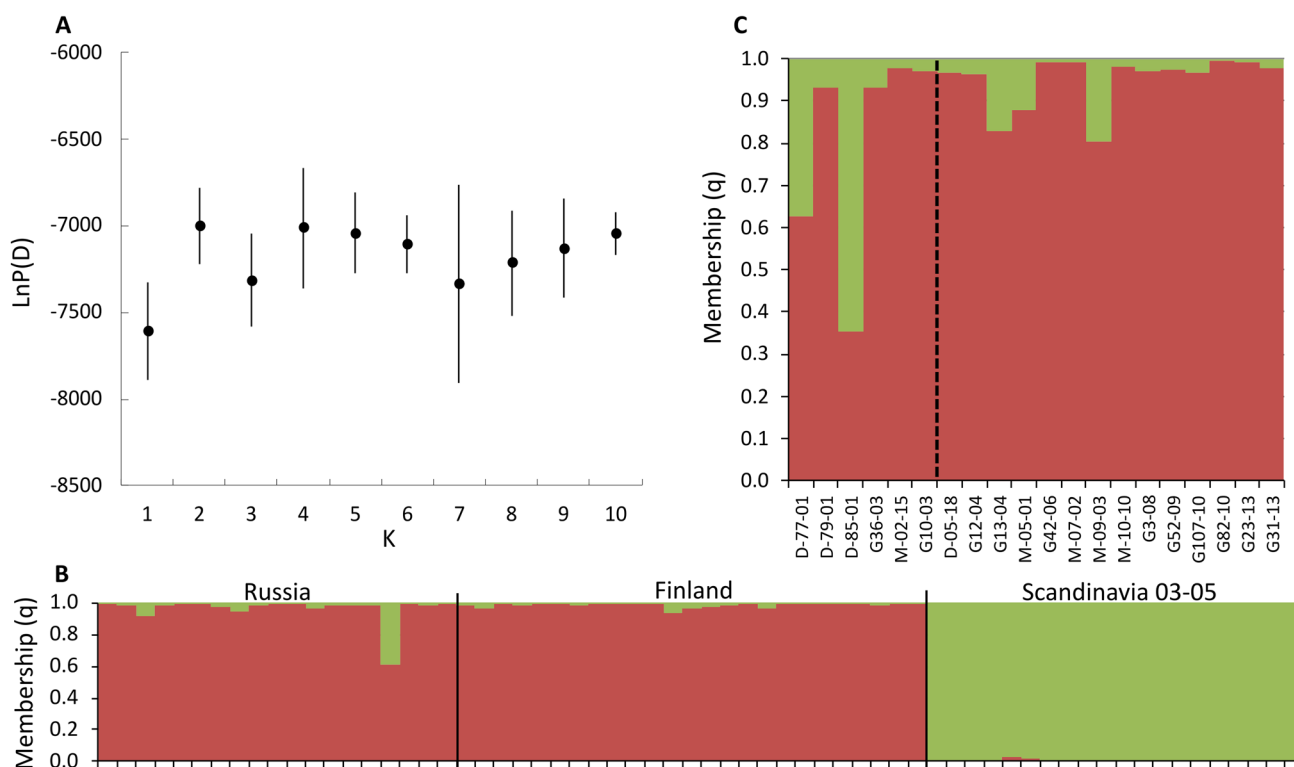 A
-6000
-6500
-7000
-7500
-8000
-8500
LnP(D)
1 2 3 4 5 6 7 8 9 10
K
C
1.0
0.9
0.8
0.7
0.6
0.5
0.4
0.3
0.2
0.1
0.0
Membership (q)
D-77-01
D-79-01
D-85-01
G36-03
M-02-15
G10-03
D-05-18
G12-04
G13-04
M-05-01
G42-06
M-07-02
M-09-03
M-10-10
G3-08
G52-09
G107-10
G82-10
G23-13
G31-13
B
Russia Finland Scandinavia 03-05
1.0
0.8
0.6
0.4
0.2
0.0
Membership (q)